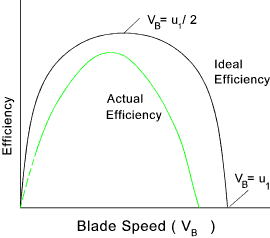 V_B = u_1 / 2
Ideal
Efficiency
Actual
Efficiency
Efficiency
V_B = u_1
Blade Speed ( V_B )